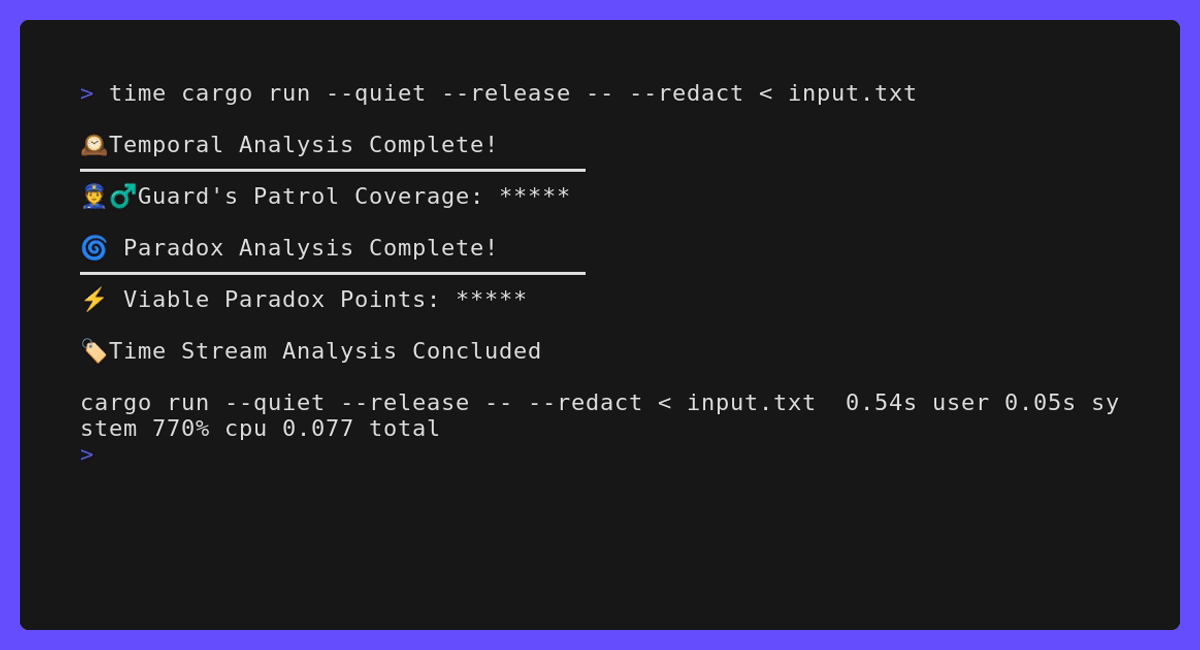 > time cargo run --quiet --release -- --redact < input.txt
🕰️Temporal Analysis Complete!
👮♂️Guard's Patrol Coverage: *****
🌀 Paradox Analysis Complete!
⚡ Viable Paradox Points: *****
🏷️Time Stream Analysis Concluded
cargo run --quiet --release -- --redact < input.txt  0.54s user 0.05s sy
stem 770% cpu 0.077 total
>